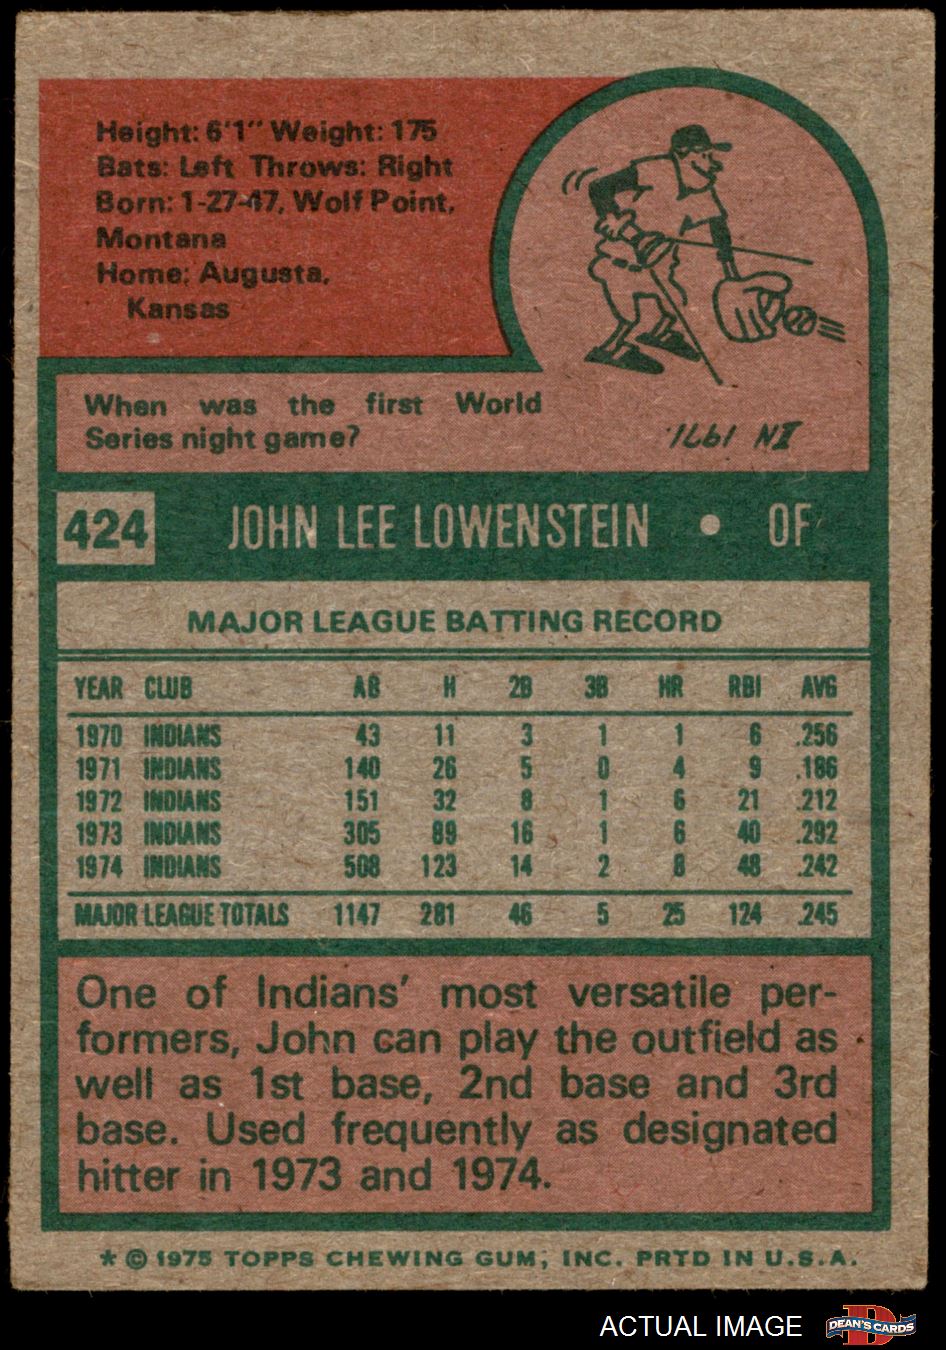 Height: 6'1" Weight: 175
Bats: Left Throws: Right
Born: 1-27-47, Wolf Point,
Montana
Home: Augusta,
Kansas
When was the first World
Series night game?
IN 1971.
424 JOHN LEE LOWENSTEIN • OF
MAJOR LEAGUE BATTING RECORD
YEAR CLUB AB H 2B 3B HR RBI AVG
1970 INDIANS 43 11 3 1 1 6 .256
1971 INDIANS 140 26 5 0 4 9 .186
1972 INDIANS 151 32 8 1 6 21 .212
1973 INDIANS 305 89 16 1 6 40 .292
1974 INDIANS 508 123 14 2 8 48 .242
MAJOR LEAGUE TOTALS 1147 281 46 5 25 124 .245
One of Indians' most versatile per-
formers, John can play the outfield as
well as 1st base, 2nd base and 3rd
base. Used frequently as designated
hitter in 1973 and 1974.
* © 1975 TOPPS CHEWING GUM, INC. PRTD IN U.S.A.
ACTUAL IMAGE D DEAN'S CARDS